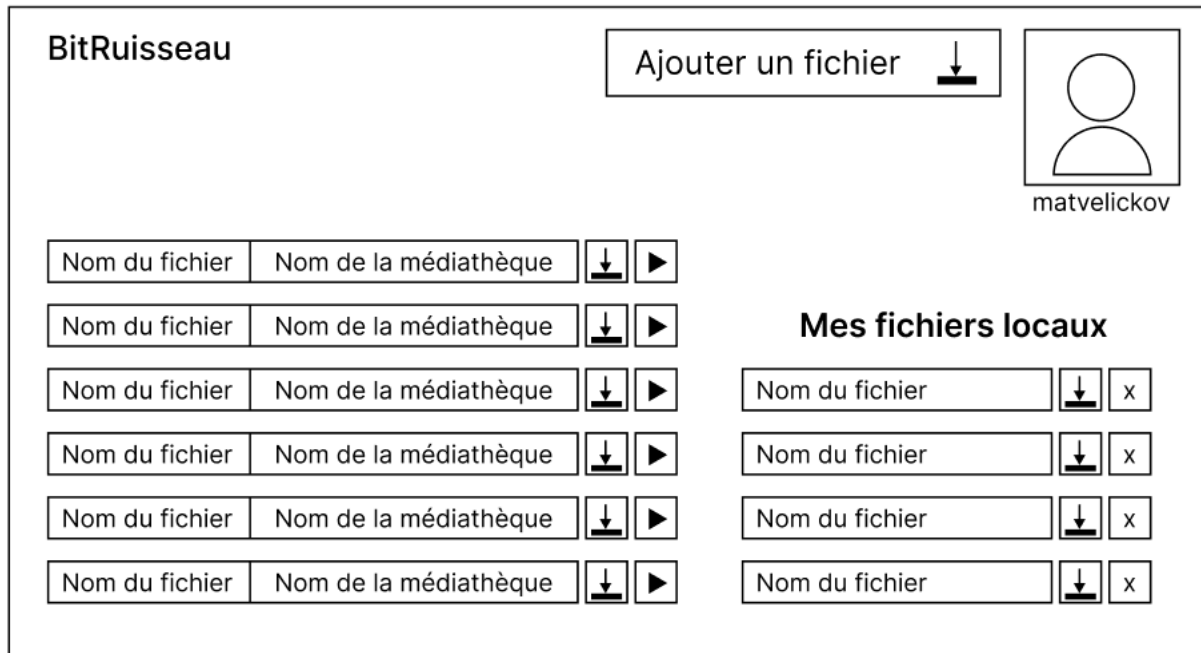 BitRuisseau
Ajouter un fichier
matvelickov
Nom du fichier Nom de la médiathèque
Nom du fichier Nom de la médiathèque
Nom du fichier Nom de la médiathèque
Nom du fichier Nom de la médiathèque
Nom du fichier Nom de la médiathèque
Nom du fichier Nom de la médiathèque
Mes fichiers locaux
Nom du fichier x
Nom du fichier x
Nom du fichier x
Nom du fichier x